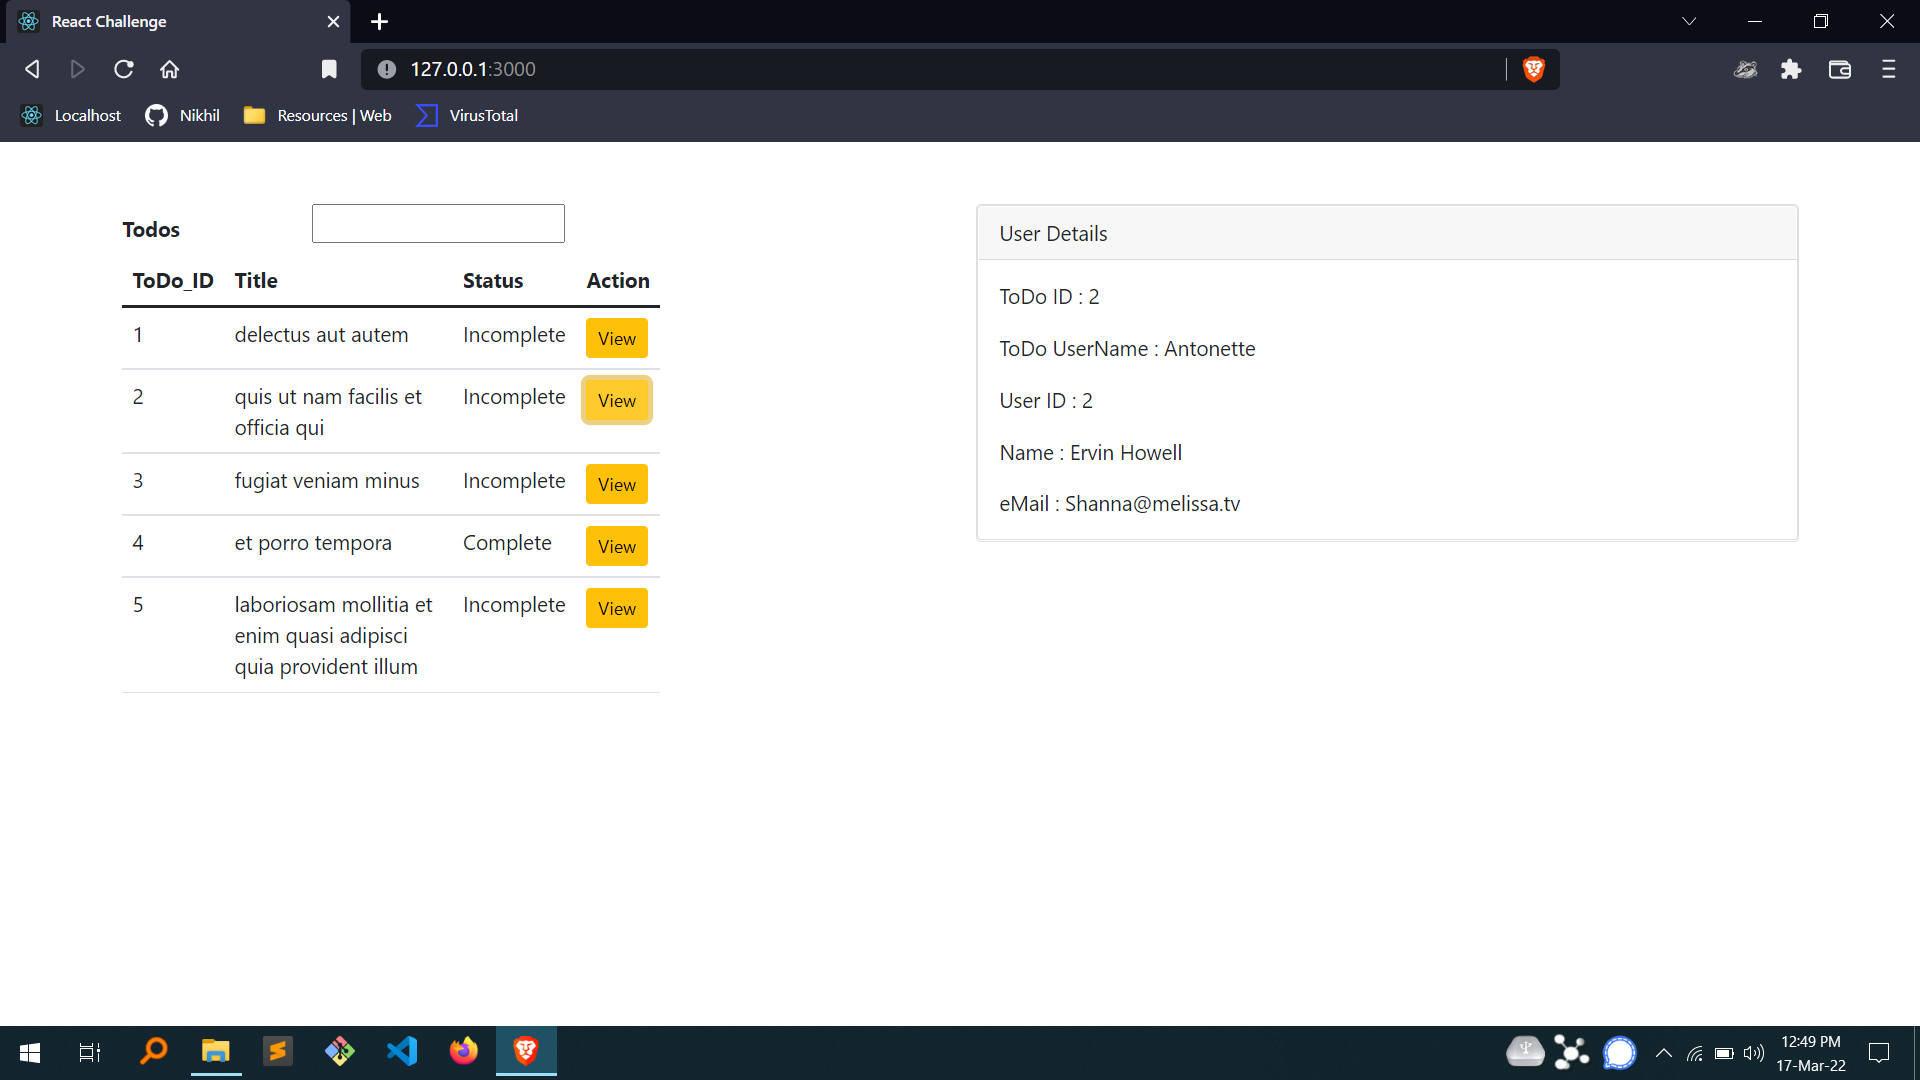 React Challenge
127.0.0.1:3000
Localhost
Nikhil
Resources | Web
VirusTotal
Todos
ToDo_ID Title Status Action
1 delectus aut autem Incomplete View
2 quis ut nam facilis et Incomplete View
officia qui
3 fugiat veniam minus Incomplete View
4 et porro tempora Complete View
5 laboriosam mollitia et Incomplete View
enim quasi adipisci
quia provident illum
User Details
ToDo ID : 2
ToDo UserName : Antonette
User ID : 2
Name : Ervin Howell
eMail : Shanna@melissa.tv
12:49 PM
17-Mar-22